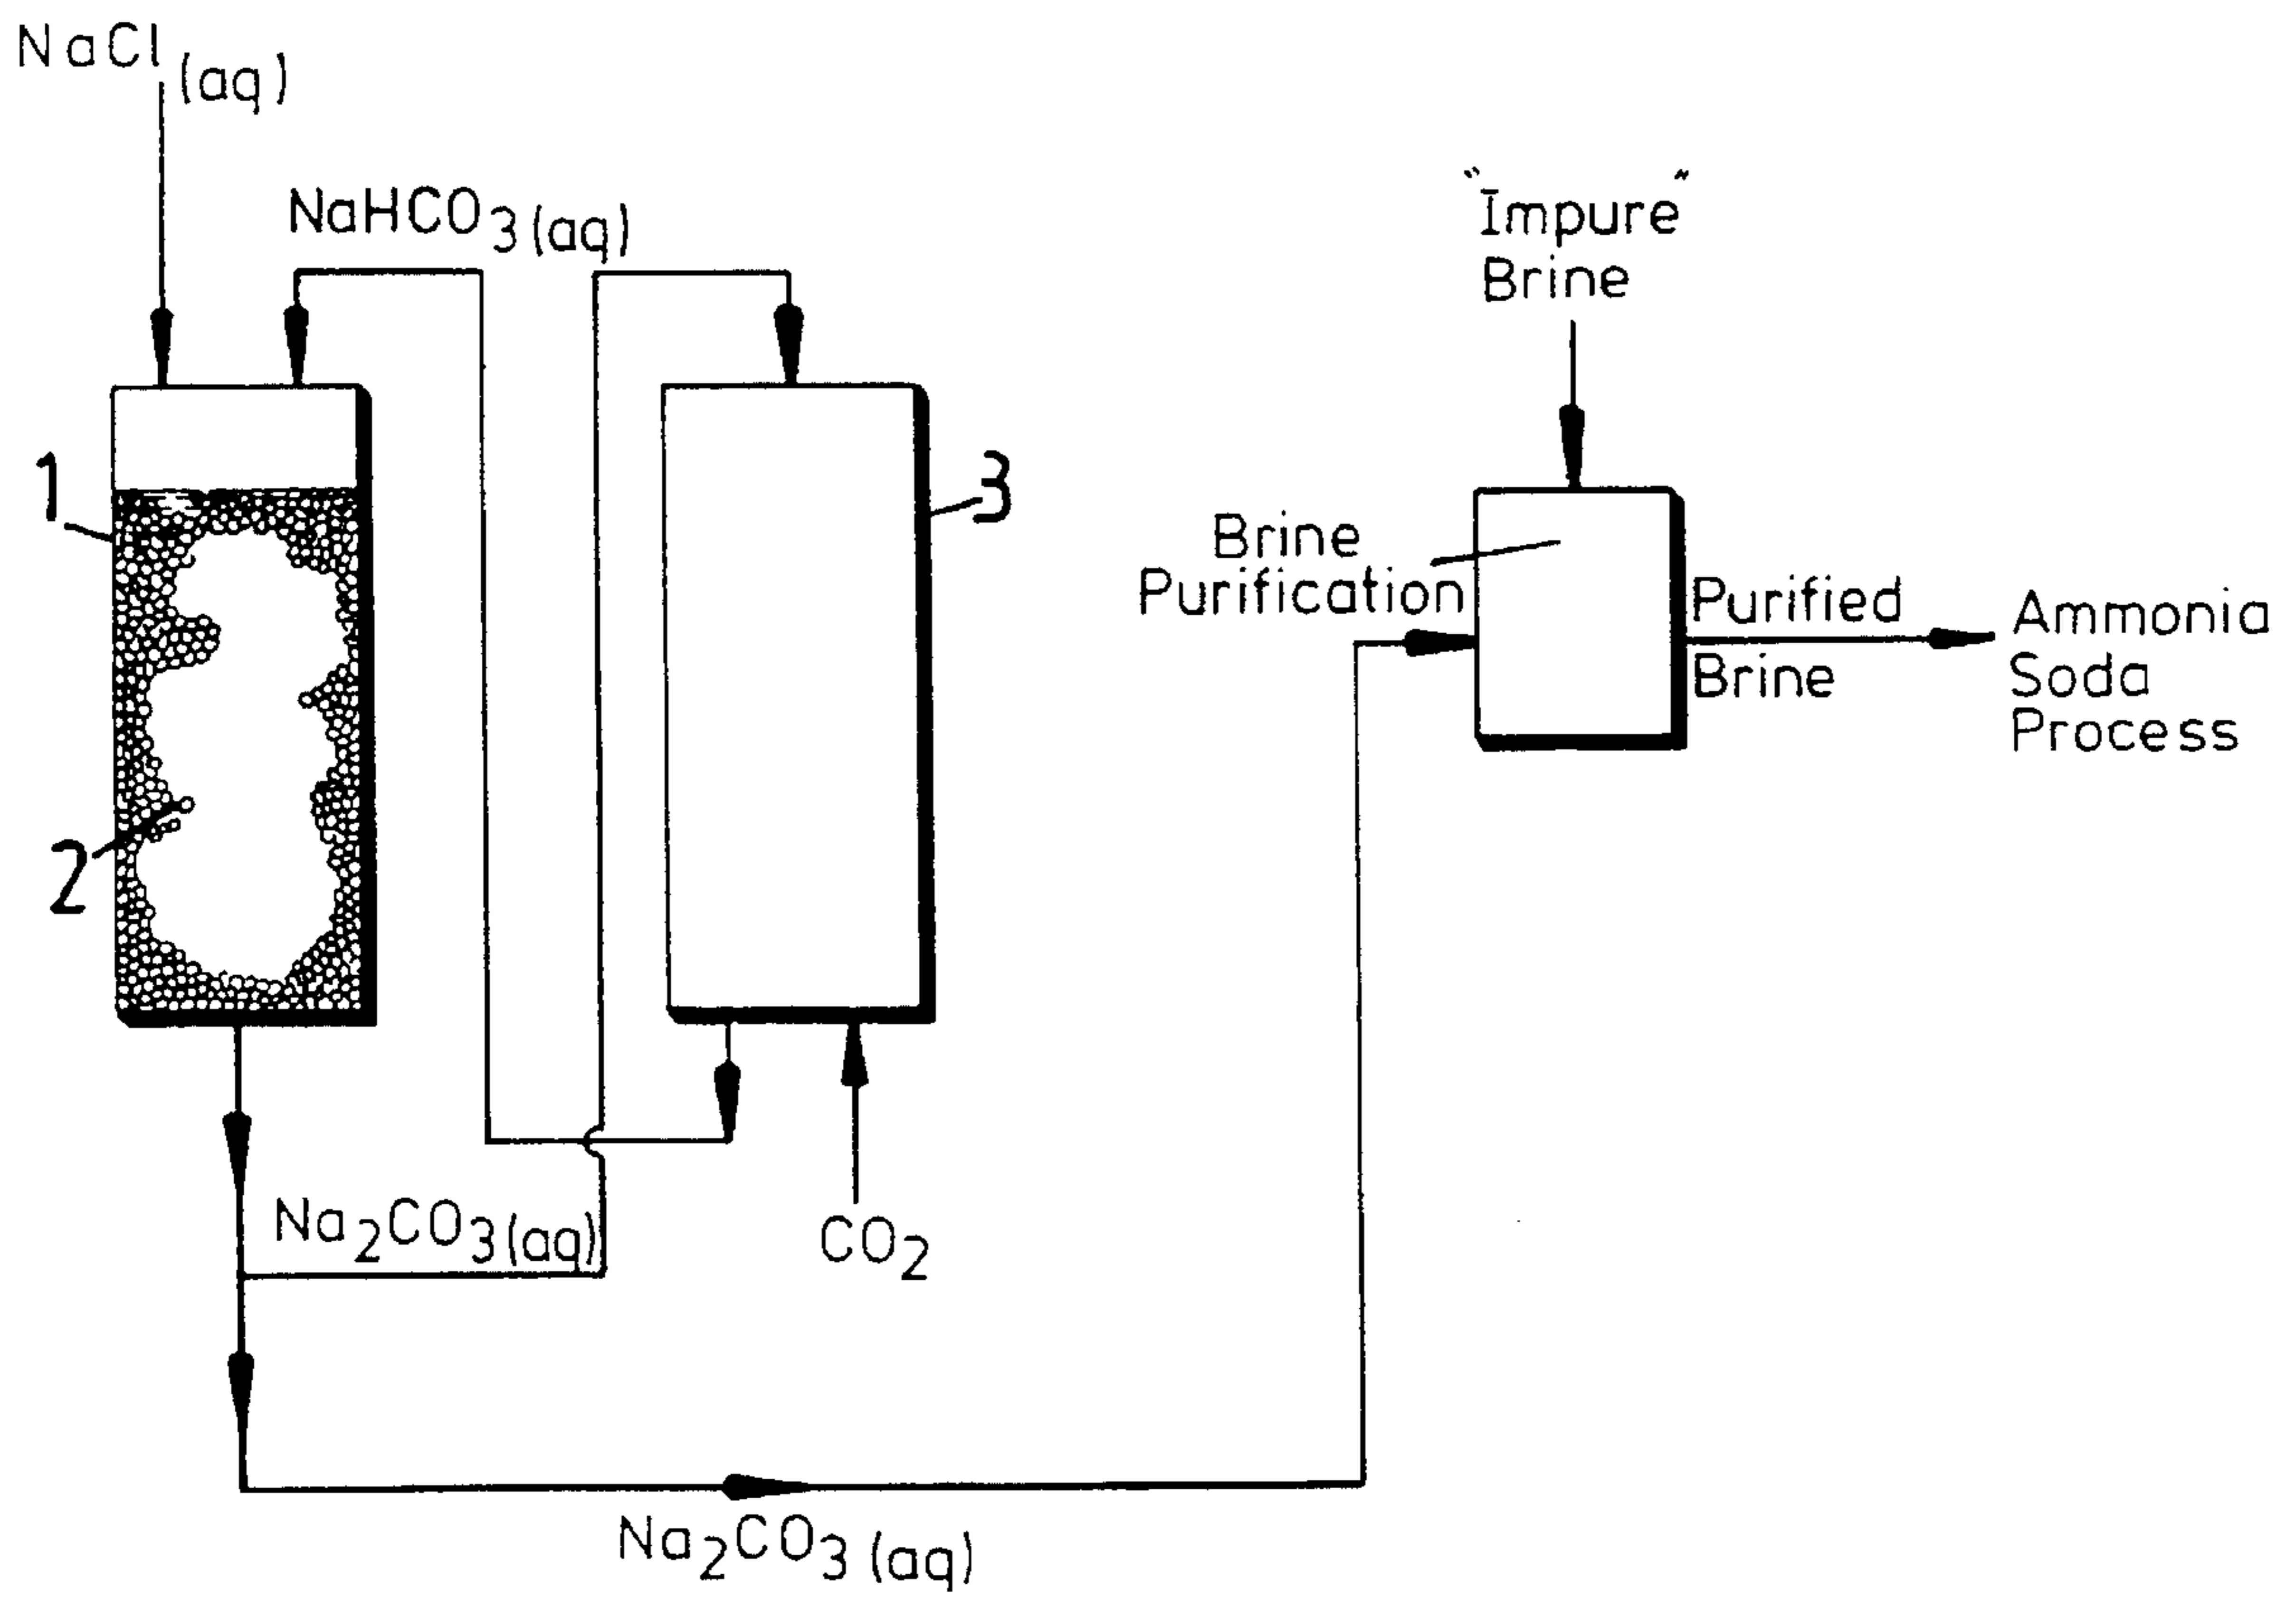 NaCl (aq)
NaHCO3 (aq)
1
2
3
Na2CO3 (aq)
CO2
Na2CO3 (aq)
"Impure"
Brine
Brine
Purification
Purified
Brine
Ammonia
Soda
Process